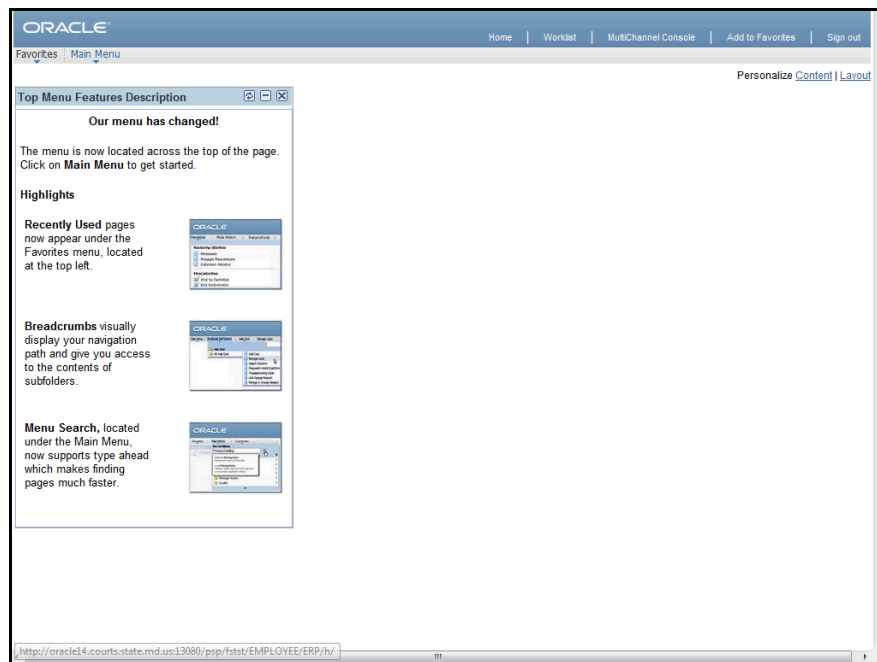 ORACLE
Home | Worklist | MultiChannel Console | Add to Favorites | Sign out
Favorites Main Menu
Personalize Content | Layout
Top Menu Features Description
Our menu has changed!
The menu is now located across the top of the page.
Click on Main Menu to get started.
Highlights
Recently Used pages
now appear under the
Favorites menu, located
at the top left.
ORACLE
Breadcrumbs visually
display your navigation
path and give you access
to the contents of
subfolders.
ORACLE
Menu Search, located
under the Main Menu,
now supports type ahead
which makes finding
pages much faster.
ORACLE
http://oracle14.courts.state.md.us:13080/psp/fstst/EMPLOYEE/ERP/h/